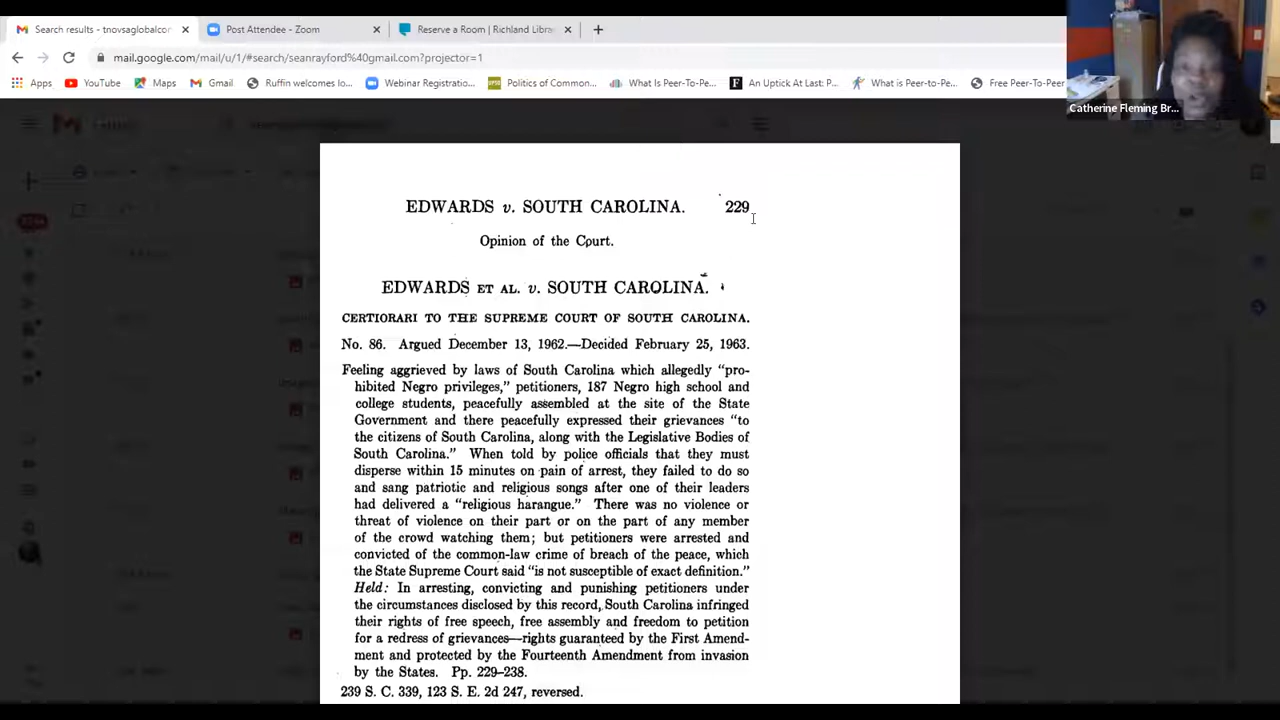 Search results - tnovsaglobalcor
Post Attendee - Zoom
Reserve a Room | Richland Libra
mail.google.com/mail/u/1/#search/seanrayford%40gmail.com?projector=1
Apps YouTube Maps Gmail Ruffin welcomes lo... Webinar Registratio... Politics of Common... What Is Peer-To-Pe... An Uptick At Last: P... What is Peer-to-Pe... Free Peer-To-Pe
Catherine Fleming Br...
EDWARDS v. SOUTH CAROLINA. 229
Opinion of the Court.
EDWARDS ET AL. v. SOUTH CAROLINA.
CERTIORARI TO THE SUPREME COURT OF SOUTH CAROLINA.
No. 86. Argued December 13, 1962.—Decided February 25, 1963.
Feeling aggrieved by laws of South Carolina which allegedly "pro-
hibited Negro privileges," petitioners, 187 Negro high school and
college students, peacefully assembled at the site of the State
Government and there peacefully expressed their grievances "to
the citizens of South Carolina, along with the Legislative Bodies of
South Carolina." When told by police officials that they must
disperse within 15 minutes on pain of arrest, they failed to do so
and sang patriotic and religious songs after one of their leaders
had delivered a "religious harangue." There was no violence or
threat of violence on their part or on the part of any member
of the crowd watching them; but petitioners were arrested and
convicted of the common-law crime of breach of the peace, which
the State Supreme Court said "is not susceptible of exact definition."
Held: In arresting, convicting and punishing petitioners under
the circumstances disclosed by this record, South Carolina infringed
their rights of free speech, free assembly and freedom to petition
for a redress of grievances—rights guaranteed by the First Amend-
ment and protected by the Fourteenth Amendment from invasion
by the States. Pp. 229–238.
239 S. C. 339, 123 S. E. 2d 247, reversed.